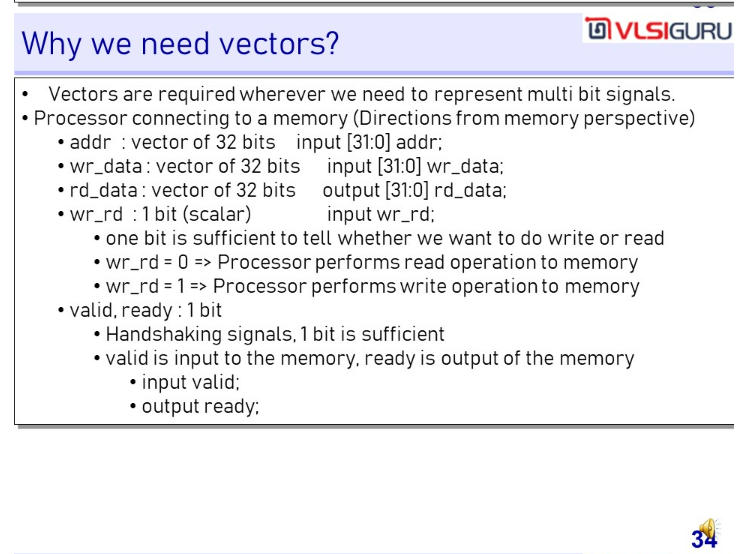 VLSIGURU
Why we need vectors?
• Vectors are required wherever we need to represent multi bit signals.
• Processor connecting to a memory (Directions from memory perspective)
• addr : vector of 32 bits input [31:0] addr;
• wr_data : vector of 32 bits input [31:0] wr_data;
• rd_data : vector of 32 bits output [31:0] rd_data;
• wr_rd : 1 bit (scalar) input wr_rd;
• one bit is sufficient to tell whether we want to do write or read
• wr_rd = 0 => Processor performs read operation to memory
• wr_rd = 1 => Processor performs write operation to memory
• valid, ready : 1 bit
• Handshaking signals, 1 bit is sufficient
• valid is input to the memory, ready is output of the memory
• input valid;
• output ready;
34